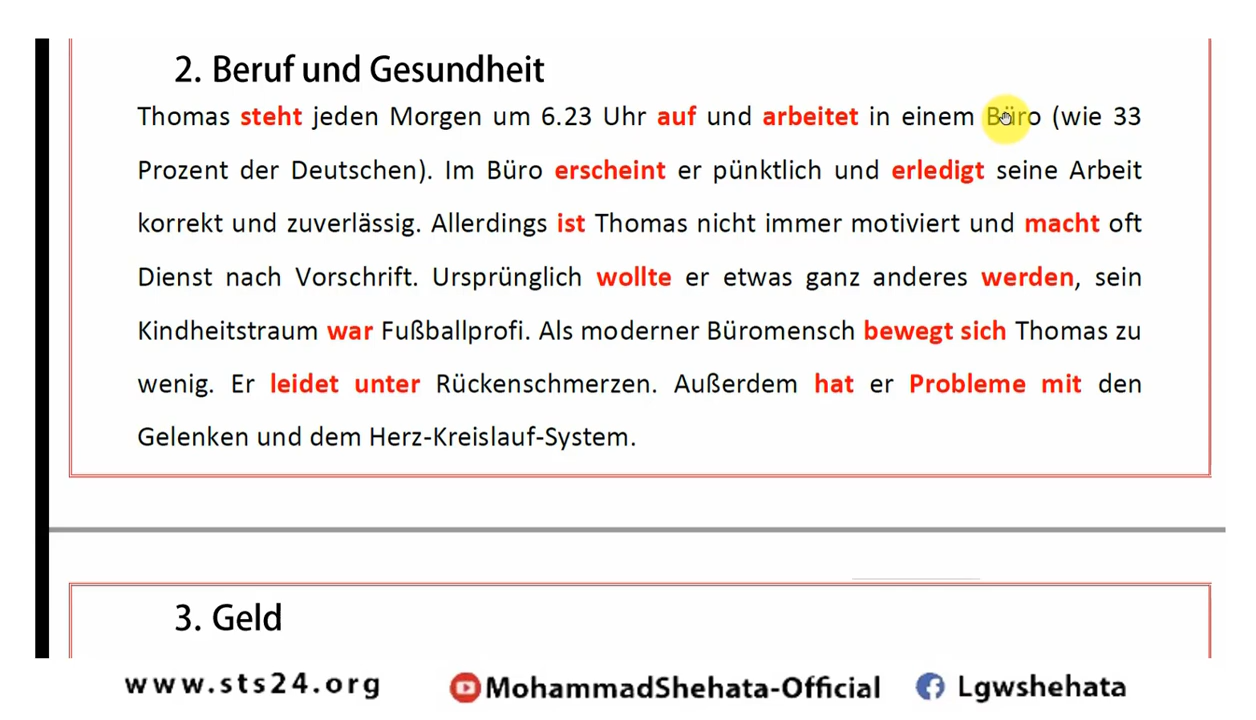 2. Beruf und Gesundheit
Thomas steht jeden Morgen um 6.23 Uhr auf und arbeitet in einem Büro (wie 33
Prozent der Deutschen). Im Büro erscheint er pünktlich und erledigt seine Arbeit
korrekt und zuverlässig. Allerdings ist Thomas nicht immer motiviert und macht oft
Dienst nach Vorschrift. Ursprünglich wollte er etwas ganz anderes werden, sein
Kindheitstraum war Fußballprofi. Als moderner Büromensch bewegt sich Thomas zu
wenig. Er leidet unter Rückenschmerzen. Außerdem hat er Probleme mit den
Gelenken und dem Herz-Kreislauf-System.
3. Geld
www.sts24.org MohammadShehata-Official Lgwshehata